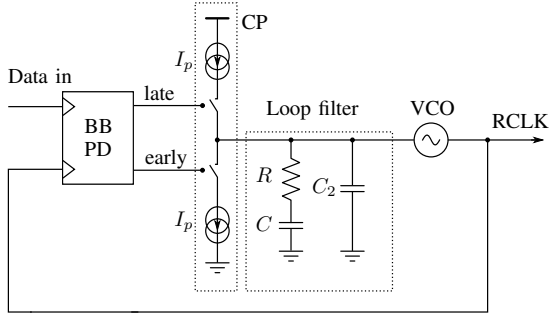 CP
I_p
Data in
late
BB
PD
early
Loop filter
VCO
RCLK
R
C_2
C
I_p